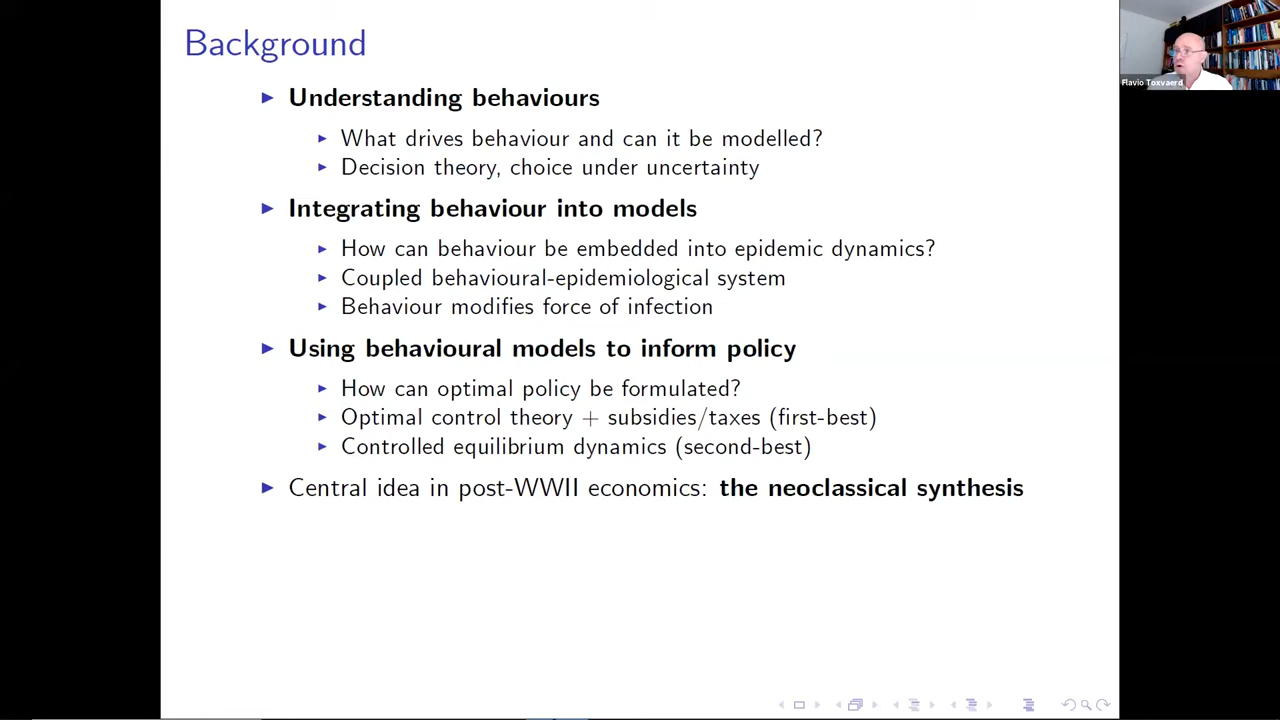 Background
Understanding behaviours
What drives behaviour and can it be modelled?
Decision theory, choice under uncertainty
Integrating behaviour into models
How can behaviour be embedded into epidemic dynamics?
Coupled behavioural-epidemiological system
Behaviour modifies force of infection
Using behavioural models to inform policy
How can optimal policy be formulated?
Optimal control theory + subsidies/taxes (first-best)
Controlled equilibrium dynamics (second-best)
Central idea in post-WWII economics: the neoclassical synthesis
Flavio Toxvaerd